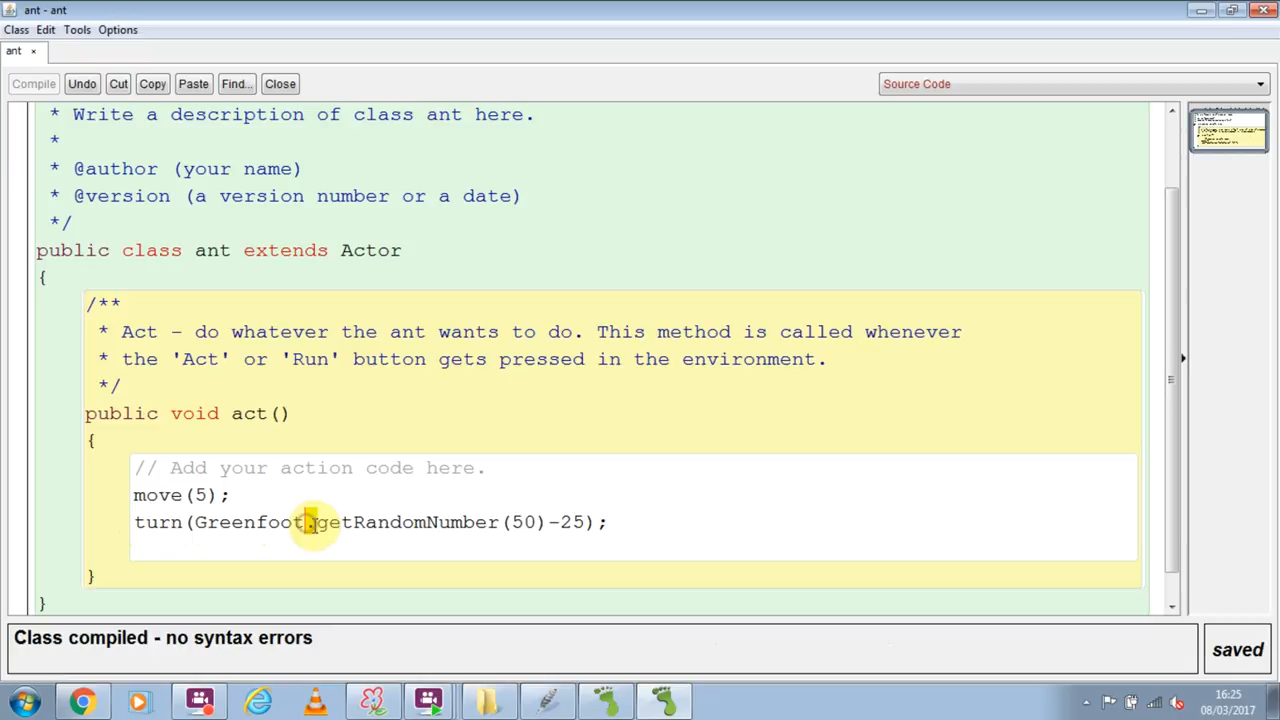 ant - ant
Class Edit Tools Options
ant ×
Compile Undo Cut Copy Paste Find... Close Source Code
* Write a description of class ant here.
*
* @author (your name)
* @version (a version number or a date)
*/
public class ant extends Actor
{
/**
* Act - do whatever the ant wants to do. This method is called whenever
* the 'Act' or 'Run' button gets pressed in the environment.
*/
public void act()
{
// Add your action code here.
move(5);
turn(Greenfoot.getRandomNumber(50)-25);
}
}
Class compiled - no syntax errors
saved
16:25
08/03/2017